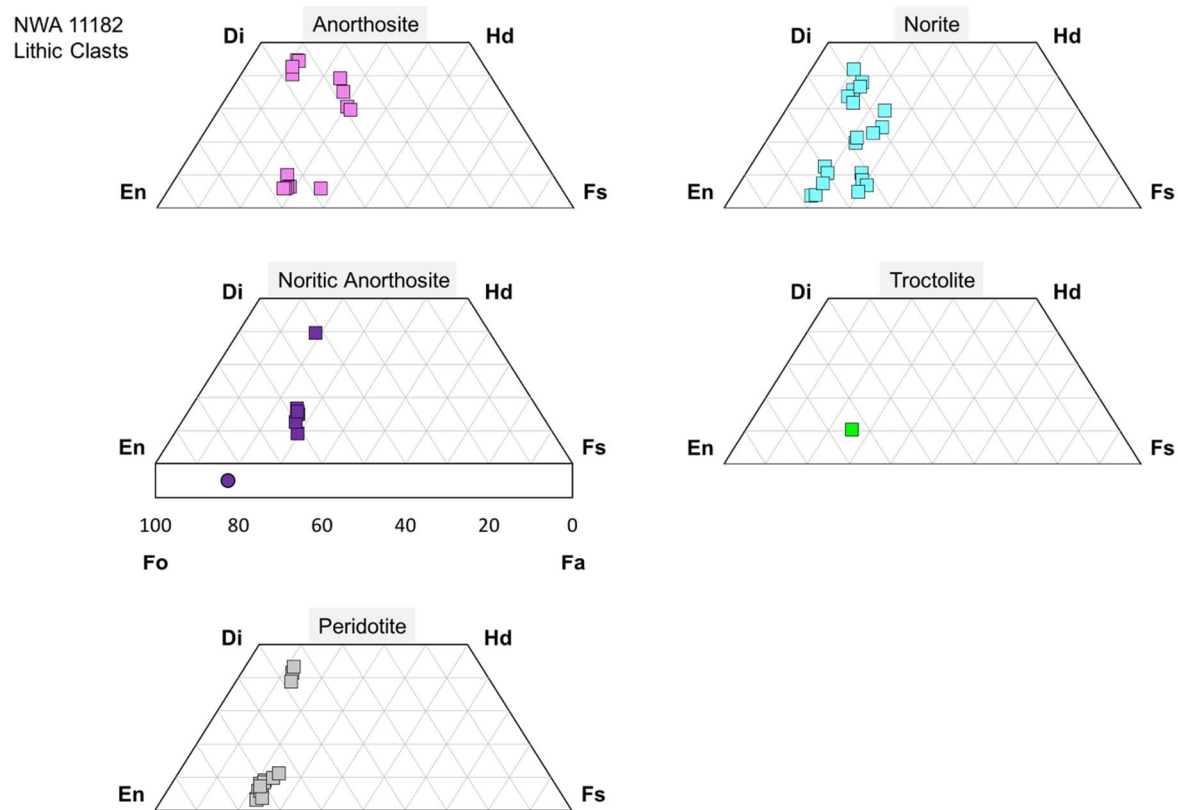 NWA 11182
Lithic Clasts
Anorthosite
Di
Hd
En
Fs
Norite
Di
Hd
En
Fs
Noritic Anorthosite
Di
Hd
En
Fs
100 80 60 40 20 0
Fo
Fa
Troctolite
Di
Hd
En
Fs
Peridotite
Di
Hd
En
Fs